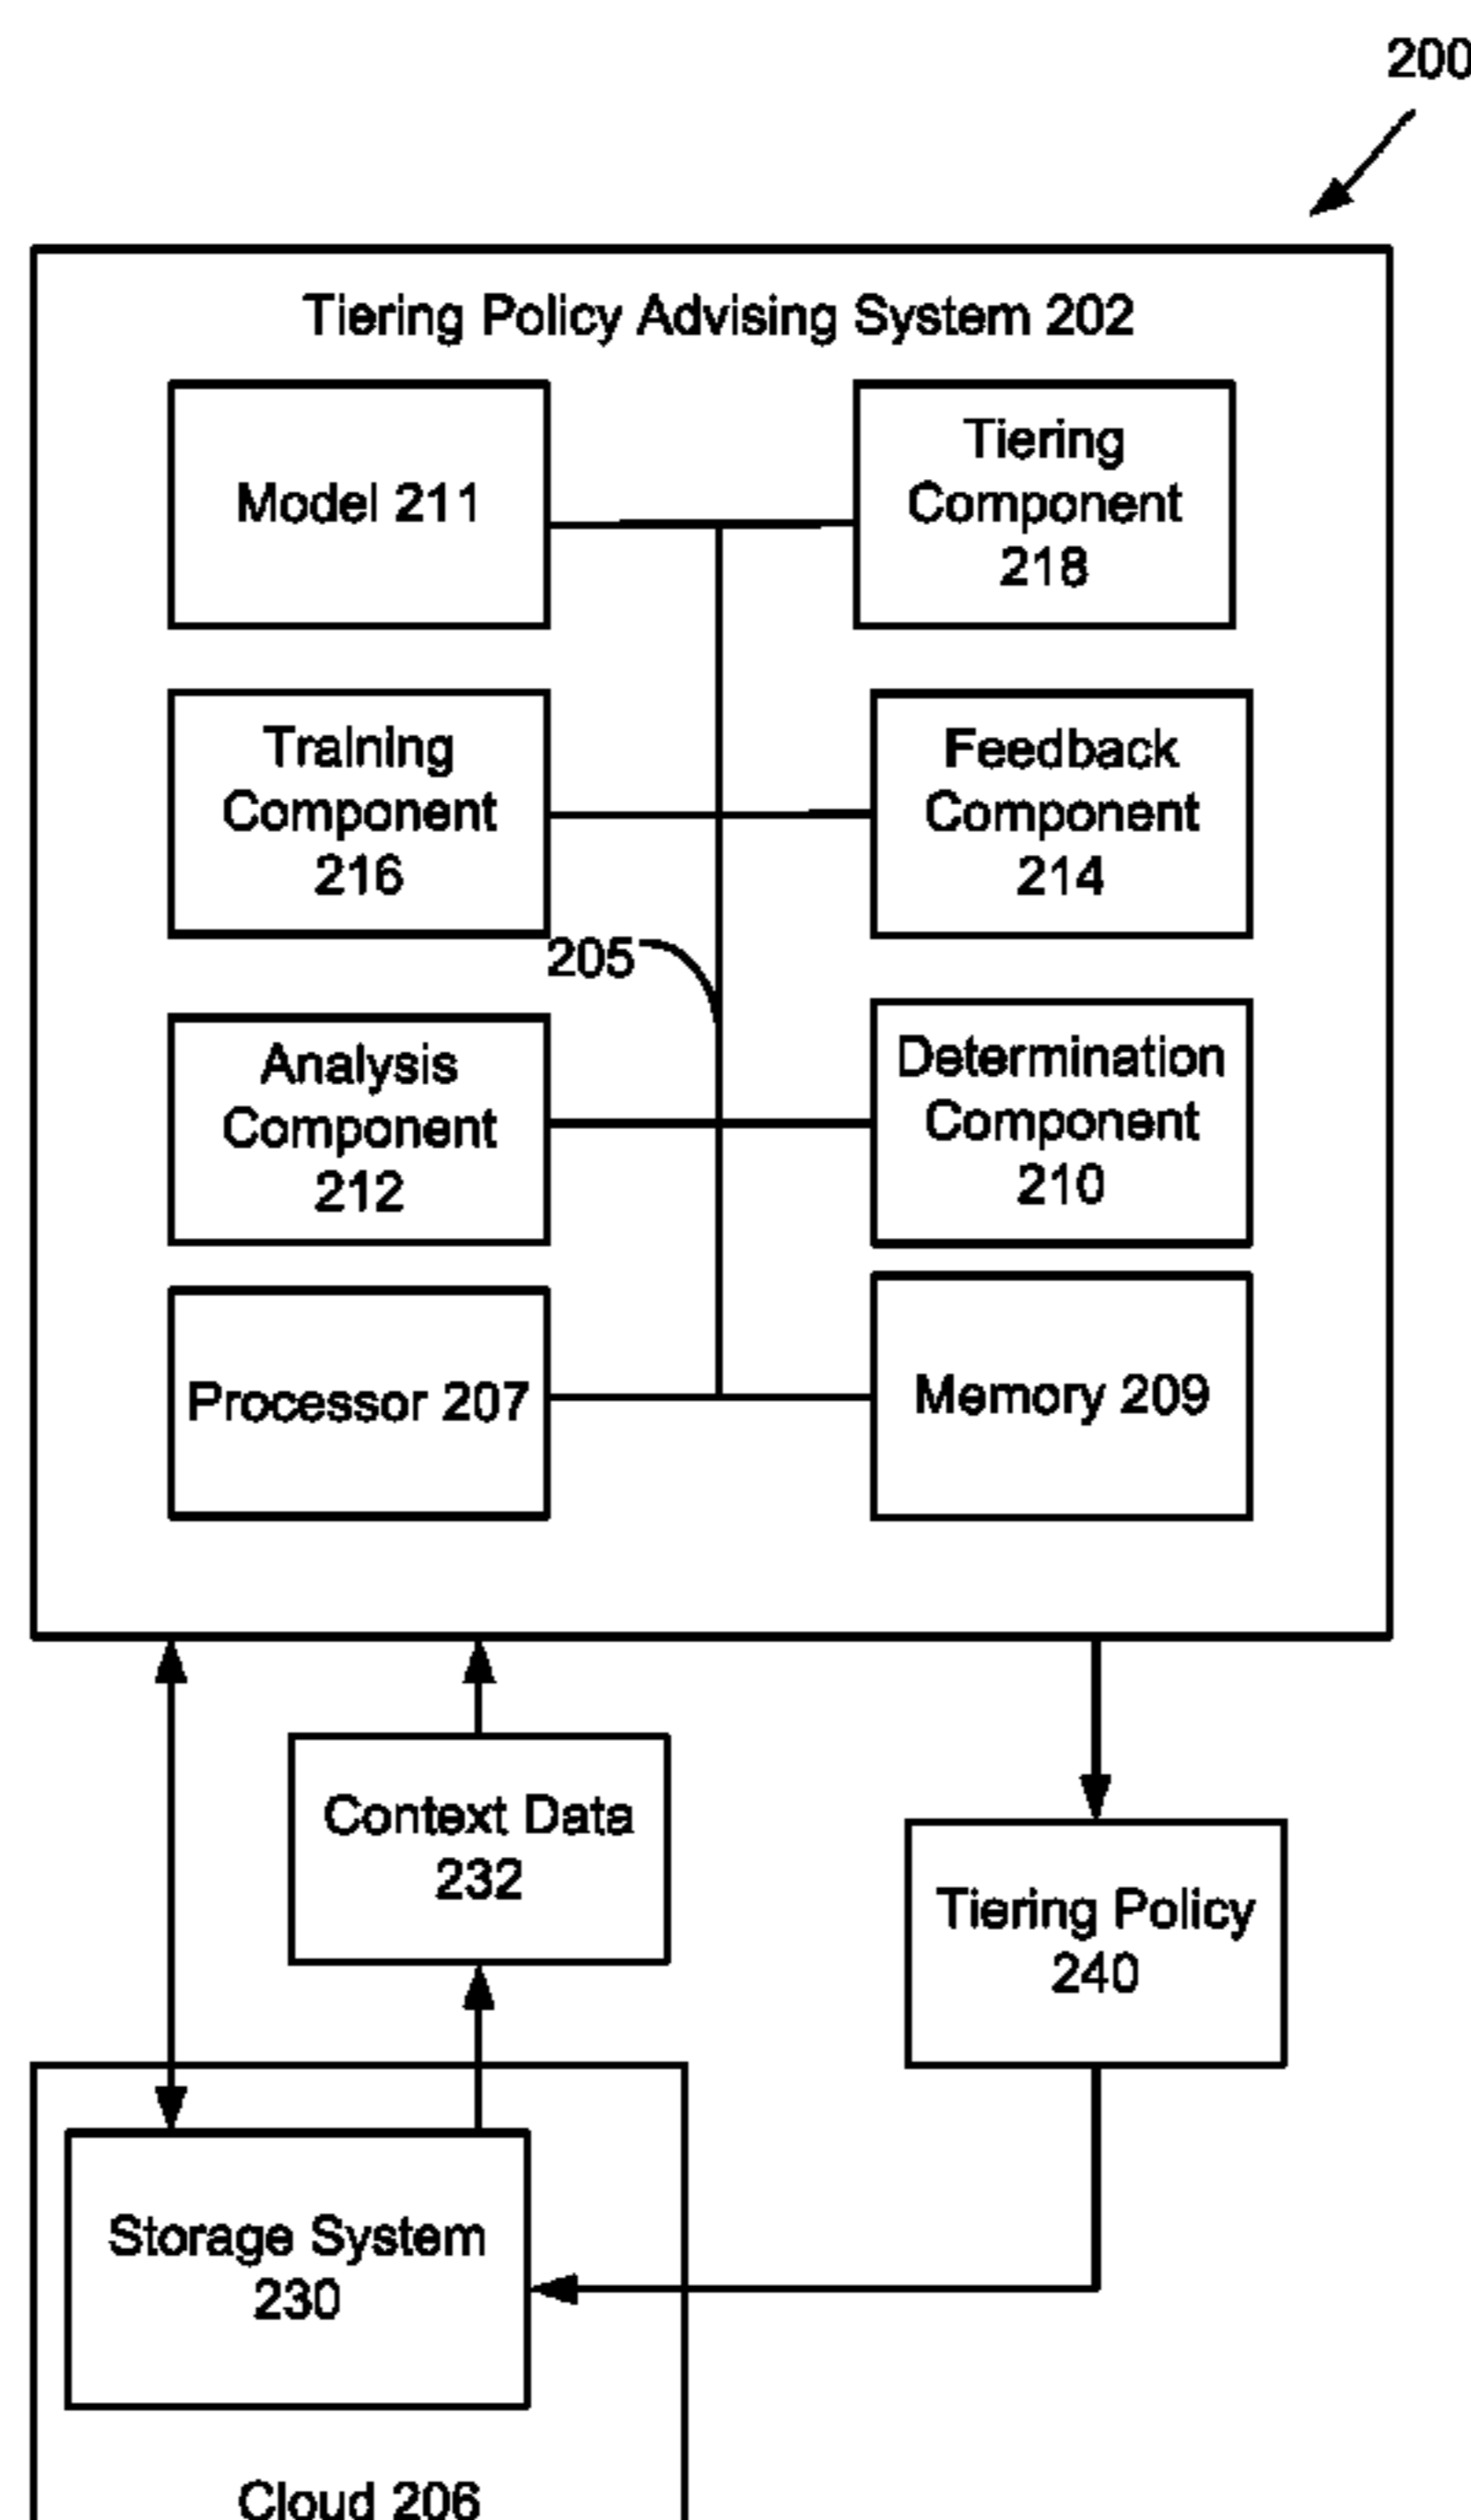 200
Tiering Policy Advising System 202
Model 211
Tiering
Component
218
Training
Component
216
Feedback
Component
214
205
Analysis
Component
212
Determination
Component
210
Processor 207
Memory 209
Context Data
232
Tiering Policy
240
Storage System
230
Cloud 206